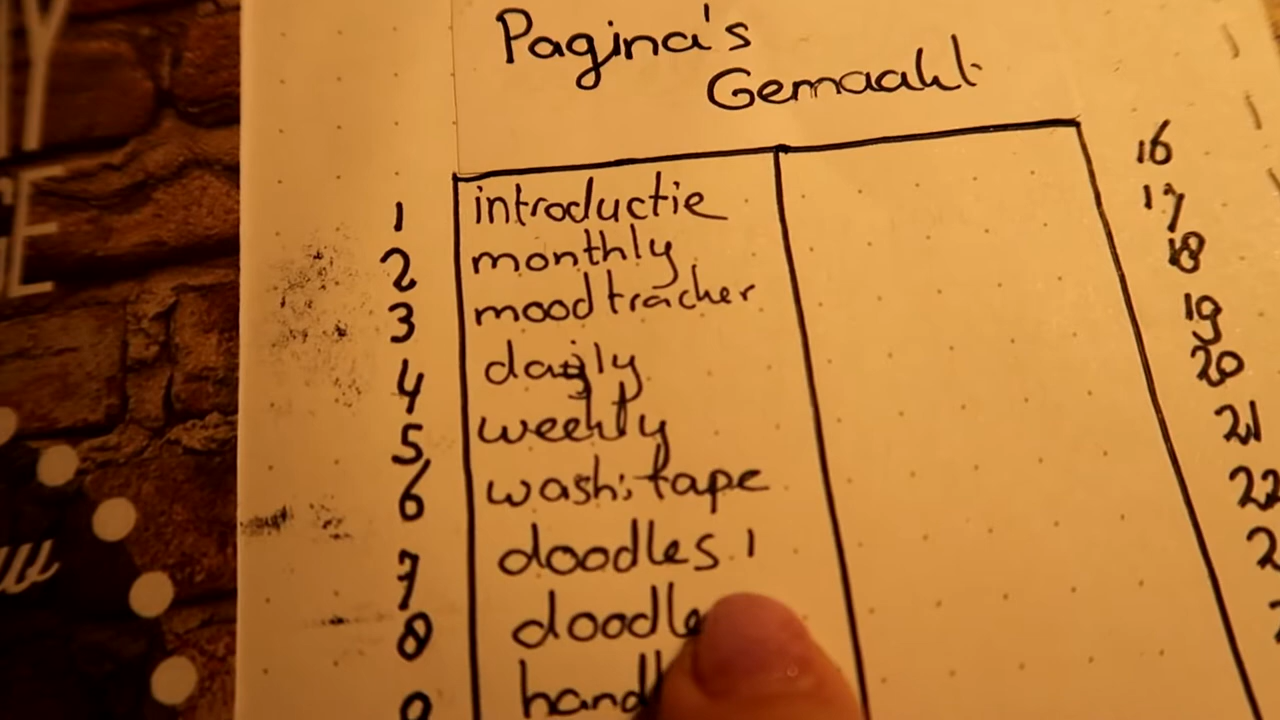 Pagina's
Gemaakt
1 introductie
2 monthly
3 moodtracker
4 daily
5 weekly
6 washi tape
7 doodles 1
8
9
16
17
18
19
20
21
22